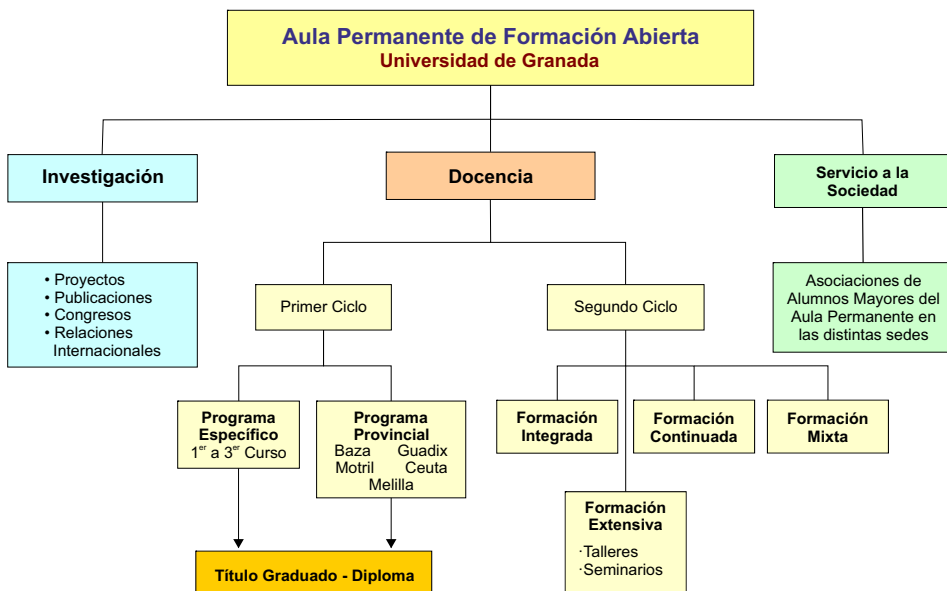 Aula Permanente de Formación Abierta
Universidad de Granada
Investigación
Docencia
Servicio a la
Sociedad
• Proyectos
• Publicaciones
• Congresos
• Relaciones
Internacionales
Primer Ciclo
Segundo Ciclo
Asociaciones de
Alumnos Mayores del
Aula Permanente en
las distintas sedes
Programa
Específico
1er a 3er Curso
Programa
Provincial
Baza Guadix
Motril Ceuta
Melilla
Formación
Integrada
Formación
Continuada
Formación
Mixta
Formación
Extensiva
·Talleres
·Seminarios
Título Graduado - Diploma